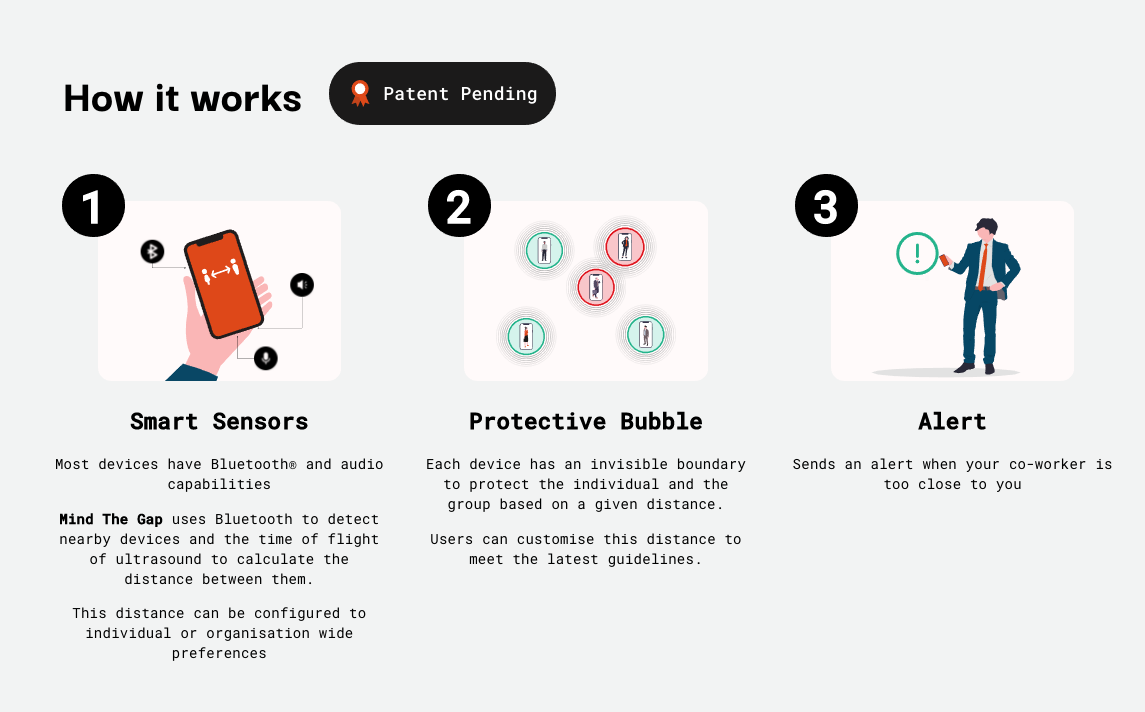 How it works
Patent Pending
1
2
3
Smart Sensors
Most devices have Bluetooth® and audio
capabilities
Mind The Gap uses Bluetooth to detect
nearby devices and the time of flight
of ultrasound to calculate the
distance between them.
This distance can be configured to
individual or organisation wide
preferences
Protective Bubble
Each device has an invisible boundary
to protect the individual and the
group based on a given distance.
Users can customise this distance to
meet the latest guidelines.
!
Alert
Sends an alert when your co-worker is
too close to you